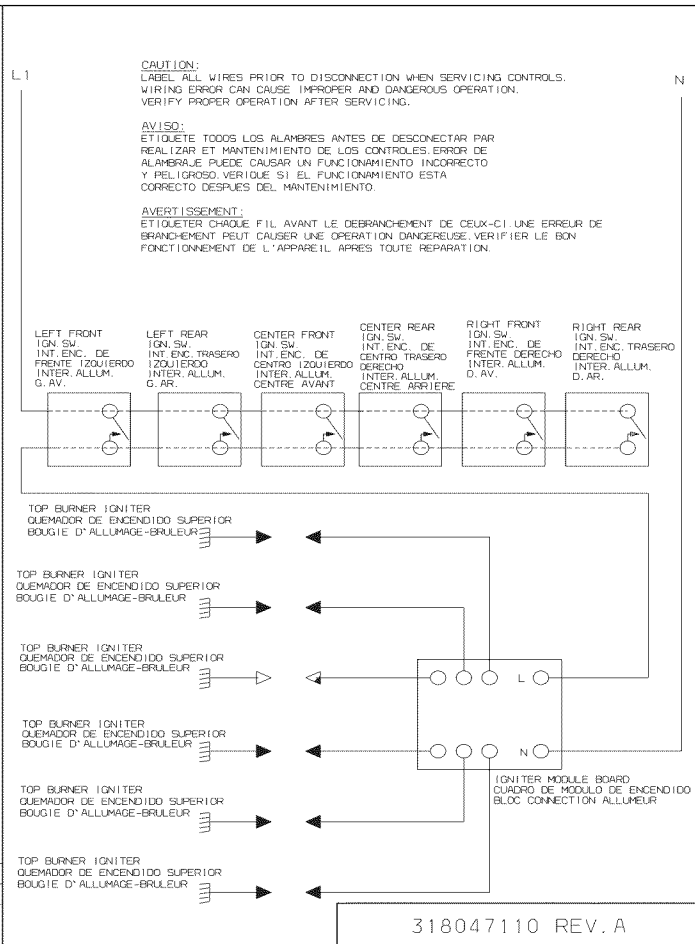 L1
N
CAUTION:
LABEL ALL WIRES PRIOR TO DISCONNECTION WHEN SERVICING CONTROLS.
WIRING ERROR CAN CAUSE IMPROPER AND DANGEROUS OPERATION.
VERIFY PROPER OPERATION AFTER SERVICING.
AVISO:
ETIQUETE TODOS LOS ALAMBRES ANTES DE DESCONECTAR PAR
REALIZAR ET MANTENIMIENTO DE LOS CONTROLES. ERROR DE
ALAMBRAJE PUEDE CAUSAR UN FUNCIONAMIENTO INCORRECTO
Y PELIGROSO. VERIQUE SI EL FUNCIONAMIENTO ESTA
CORRECTO DESPUES DEL MANTENIMIENTO.
AVERTISSEMENT:
ETIQUETER CHAQUE FIL AVANT LE DEBRANCHEMENT DE CEUX-CI. UNE ERREUR DE
BRANCHEMENT PEUT CAUSER UNE OPERATION DANGEREUSE. VERIFIER LE BON
FONCTIONNEMENT DE L'APPAREIL APRES TOUTE REPARATION.
LEFT FRONT
IGN. SW.
INT. ENC. DE
FRENTE IZQUIERDO
INTER. ALLUM.
G. AV.
LEFT REAR
IGN. SW.
INT. ENC. TRASERO
IZQUIERDO
INTER. ALLUM.
G. AR.
CENTER FRONT
IGN. SW.
INT. ENC. DE
CENTRO IZQUIERDO
INTER. ALLUM.
CENTRE AVANT
CENTER REAR
IGN. SW.
INT. ENC. DE
CENTRO TRASERO
DERECHO
INTER. ALLUM.
CENTRE ARRIERE
RIGHT FRONT
IGN. SW.
INT. ENC. DE
FRENTE DERECHO
INTER. ALLUM.
D. AV.
RIGHT REAR
IGN. SW.
INT. ENC. TRASERO
DERECHO
INTER. ALLUM.
D. AR.
TOP BURNER IGNITER
QUEMADOR DE ENCENDIDO SUPERIOR
BOUGIE D'ALLUMAGE-BRULEUR
TOP BURNER IGNITER
QUEMADOR DE ENCENDIDO SUPERIOR
BOUGIE D'ALLUMAGE-BRULEUR
TOP BURNER IGNITER
QUEMADOR DE ENCENDIDO SUPERIOR
BOUGIE D'ALLUMAGE-BRULEUR
L
TOP BURNER IGNITER
QUEMADOR DE ENCENDIDO SUPERIOR
BOUGIE D'ALLUMAGE-BRULEUR
N
IGNITER MODULE BOARD
CUADRO DE MODULO DE ENCENDIDO
BLOC CONNECTION ALLUMEUR
TOP BURNER IGNITER
QUEMADOR DE ENCENDIDO SUPERIOR
BOUGIE D'ALLUMAGE-BRULEUR
TOP BURNER IGNITER
QUEMADOR DE ENCENDIDO SUPERIOR
BOUGIE D'ALLUMAGE-BRULEUR
318047110 REV. A